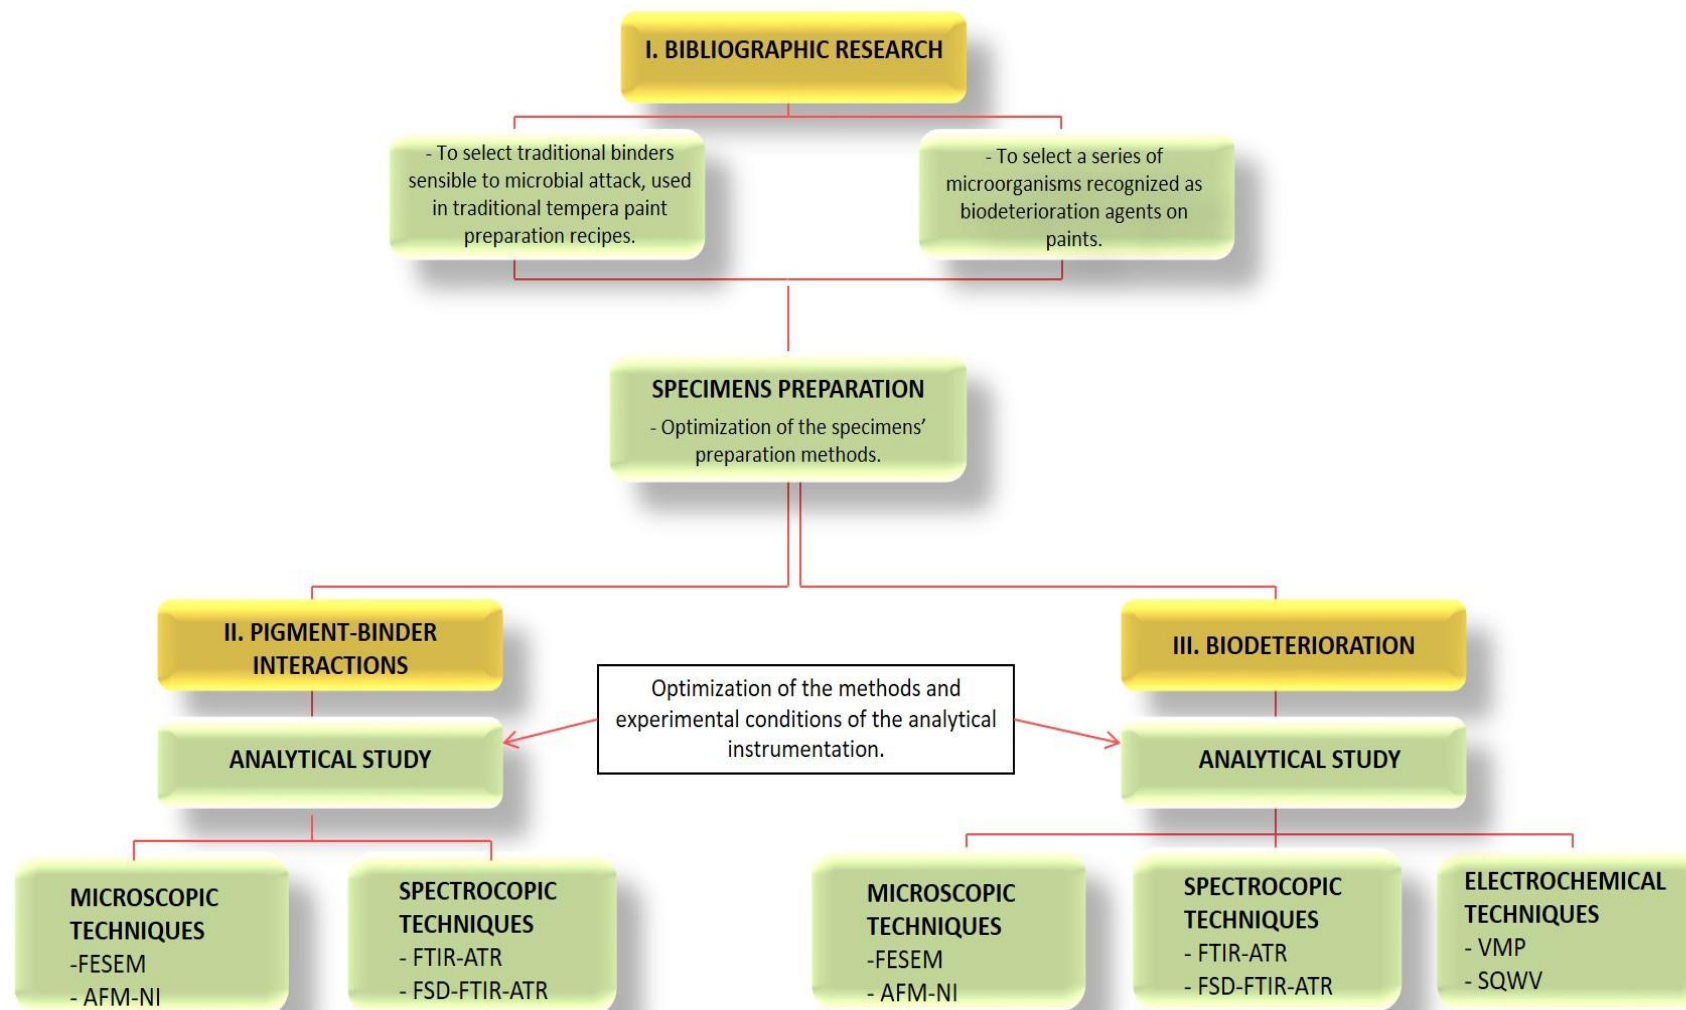 I. BIBLIOGRAPHIC RESEARCH
- To select traditional binders
sensible to microbial attack, used
in traditional tempera paint
preparation recipes.
- To select a series of
microorganisms recognized as
biodeterioration agents on
paints.
SPECIMENS PREPARATION
- Optimization of the specimens’
preparation methods.
II. PIGMENT-BINDER
INTERACTIONS
III. BIODETERIORATION
Optimization of the methods and
experimental conditions of the analytical
instrumentation.
ANALYTICAL STUDY
ANALYTICAL STUDY
MICROSCOPIC
TECHNIQUES
-FESEM
- AFM-NI
SPECTROCOPIC
TECHNIQUES
- FTIR-ATR
- FSD-FTIR-ATR
MICROSCOPIC
TECHNIQUES
-FESEM
- AFM-NI
SPECTROCOPIC
TECHNIQUES
- FTIR-ATR
- FSD-FTIR-ATR
ELECTROCHEMICAL
TECHNIQUES
- VMP
- SQWV